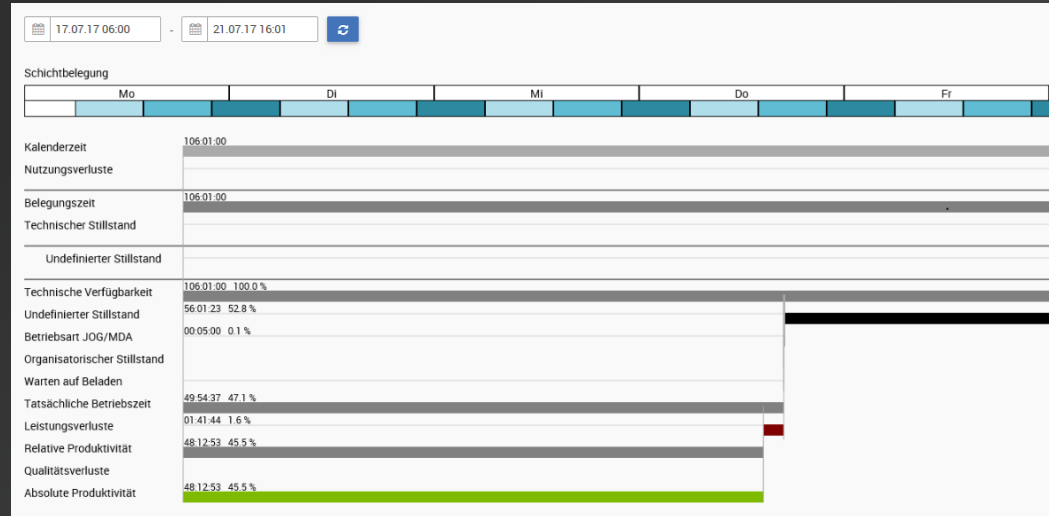 17.07.17 06:00 - 21.07.17 16:01
Schichtbelegung
Mo Di Mi Do Fr
Kalenderzeit 106:01:00
Nutzungsverluste
Belegungszeit 106:01:00
Technischer Stillstand
Undefinierter Stillstand
Technische Verfügbarkeit 106:01:00 100.0 %
Undefinierter Stillstand 56:01:23 52.8 %
Betriebsart JOG/MDA 00:05:00 0.1 %
Organisatorischer Stillstand
Warten auf Beladen
Tatsächliche Betriebszeit 49:54:37 47.1 %
Leistungsverluste 01:41:44 1.6 %
Relative Produktivität 48:12:53 45.5 %
Qualitätsverluste
Absolute Produktivität 48:12:53 45.5 %